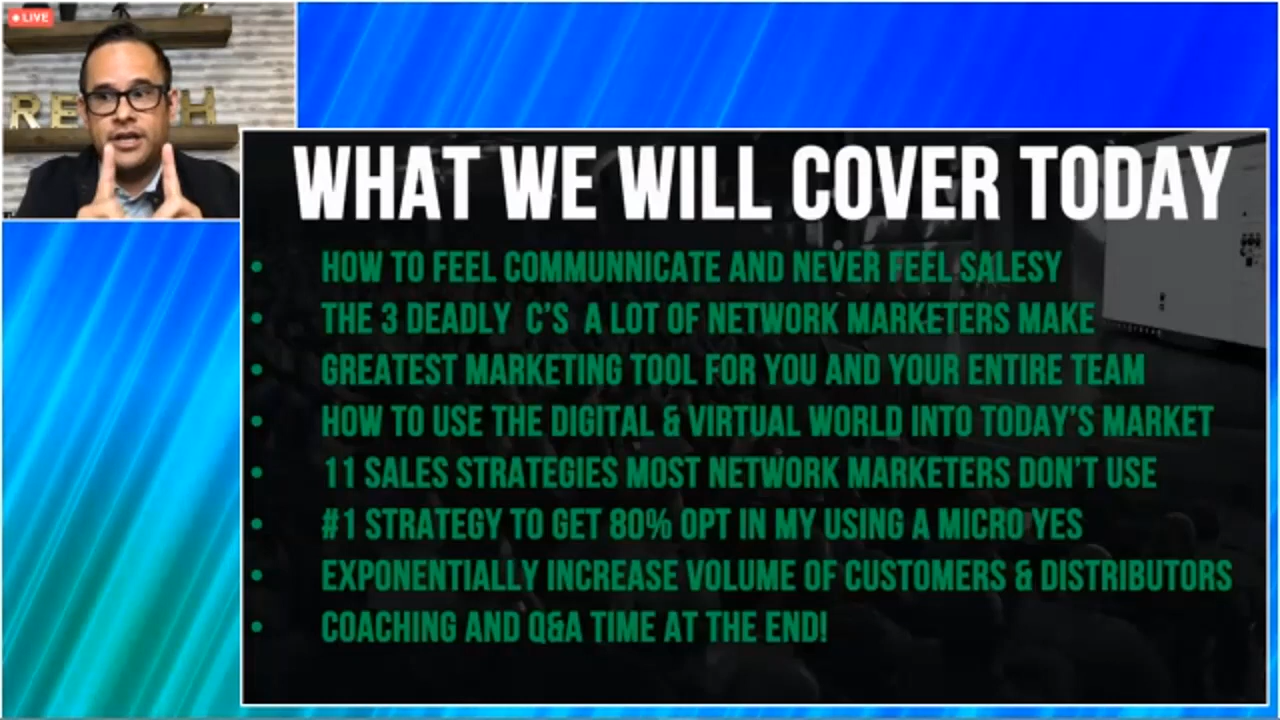 LIVE
WHAT WE WILL COVER TODAY
• HOW TO FEEL COMMUNNICATE AND NEVER FEEL SALESY
• THE 3 DEADLY C'S A LOT OF NETWORK MARKETERS MAKE
• GREATEST MARKETING TOOL FOR YOU AND YOUR ENTIRE TEAM
• HOW TO USE THE DIGITAL & VIRTUAL WORLD INTO TODAY'S MARKET
• 11 SALES STRATEGIES MOST NETWORK MARKETERS DON'T USE
• #1 STRATEGY TO GET 80% OPT IN MY USING A MICRO YES
• EXPONENTIALLY INCREASE VOLUME OF CUSTOMERS & DISTRIBUTORS
• COACHING AND Q&A TIME AT THE END!